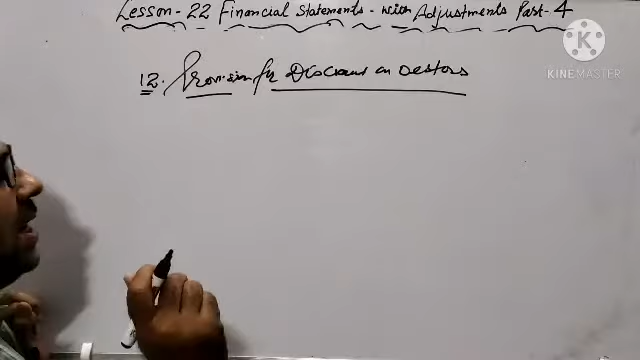 Lesson - 22 Financial Statements - with Adjustments Part - 4
12. Provision for Discount on Debtors
KINEMASTER